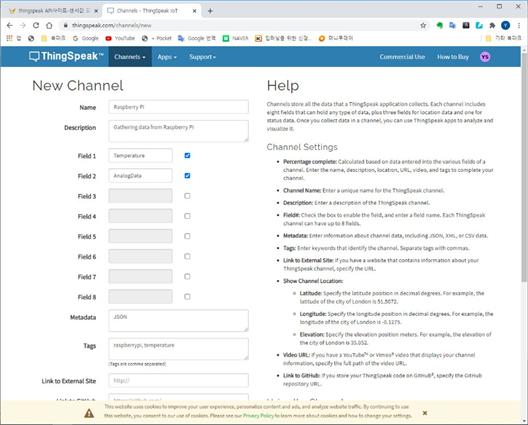 thingspeak API사이트-센서값
Channels - ThingSpeak IoT
thingspeak.com/channels/new
북마크
Google
YouTube
+ Pocket
Google 번역
북마크
NAVER
기타 북마크
ThingSpeak™
Channels
Apps
Support
Commercial Use
How to Buy
YS
New Channel
Name
Raspberry Pi
Description
Gathering data from Raspberry Pi
Field 1
Temperature
Field 2
AnalogData
Field 3
Field 4
Field 5
Field 6
Field 7
Field 8
Metadata
JSON
Tags
raspberrypi, temperature
(Tags are comma separated)
Link to External Site
http://
Help
Channels store all the data that a ThingSpeak application collects. Each channel includes
eight fields that can hold any type of data, plus three fields for location data and one for
status data. Once you collect data in a channel, you can use ThingSpeak apps to analyze and
visualize it.
Channel Settings
Percentage complete: Calculated based on data entered into the various fields of a
channel. Enter the name, description, location, URL, video, and tags to complete your
channel.
Channel Name: Enter a unique name for the ThingSpeak channel.
Description: Enter a description of the ThingSpeak channel.
Field#: Check the box to enable the field, and enter a field name. Each ThingSpeak
channel can have up to 8 fields.
Metadata: Enter information about channel data, including JSON, XML, or CSV data.
Tags: Enter keywords that identify the channel. Separate tags with commas.
Link to External Site: If you have a website that contains information about your
ThingSpeak channel, specify the URL.
Show Channel Location:
Latitude: Specify the latitude position in decimal degrees. For example, the
latitude of the city of London is 51.5072.
Longitude: Specify the longitude position in decimal degrees. For example, the
longitude of the city of London is -0.1275.
Elevation: Specify the elevation position meters. For example, the elevation of
the city of London is 35.052.
Video URL: If you have a YouTube™ or Vimeo® video that displays your channel
information, specify the full path of the video URL.
Link to GitHub: If you store your ThingSpeak code on GitHub®, specify the GitHub
repository URL.
This website uses cookies to improve your user experience, personalize content and ads, and analyze website traffic. By continuing to use
this website, you consent to our use of cookies. Please see our Privacy Policy to learn more about cookies and how to change your settings.